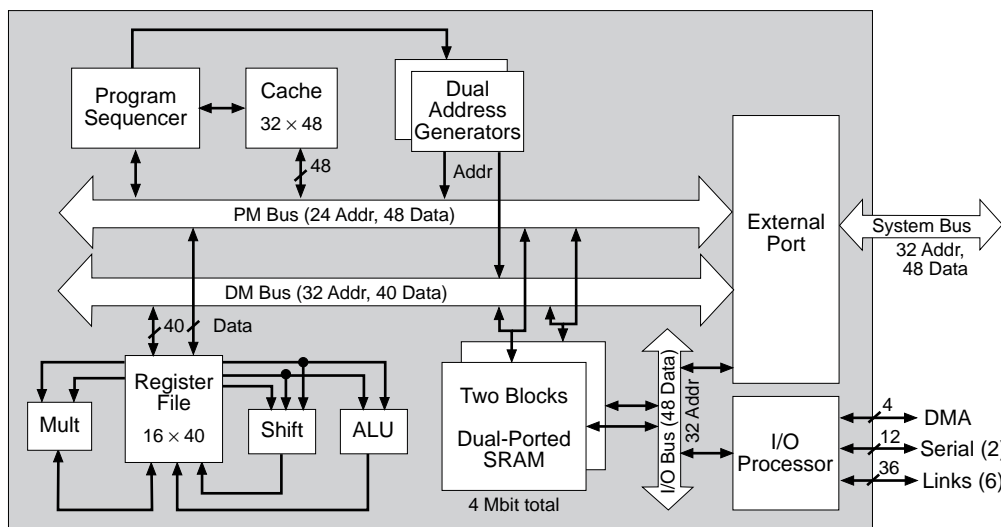 Program
Sequencer
Cache
32 × 48
Dual
Address
Generators
48
Addr
PM Bus (24 Addr, 48 Data)
External
Port
System Bus
32 Addr,
48 Data
DM Bus (32 Addr, 40 Data)
40
Data
Register
File
16 × 40
Mult
Shift
ALU
Two Blocks
Dual-Ported
SRAM
4 Mbit total
I/O Bus (48 Data)
32 Addr
I/O
Processor
4
DMA
12
Serial (2)
36
Links (6)